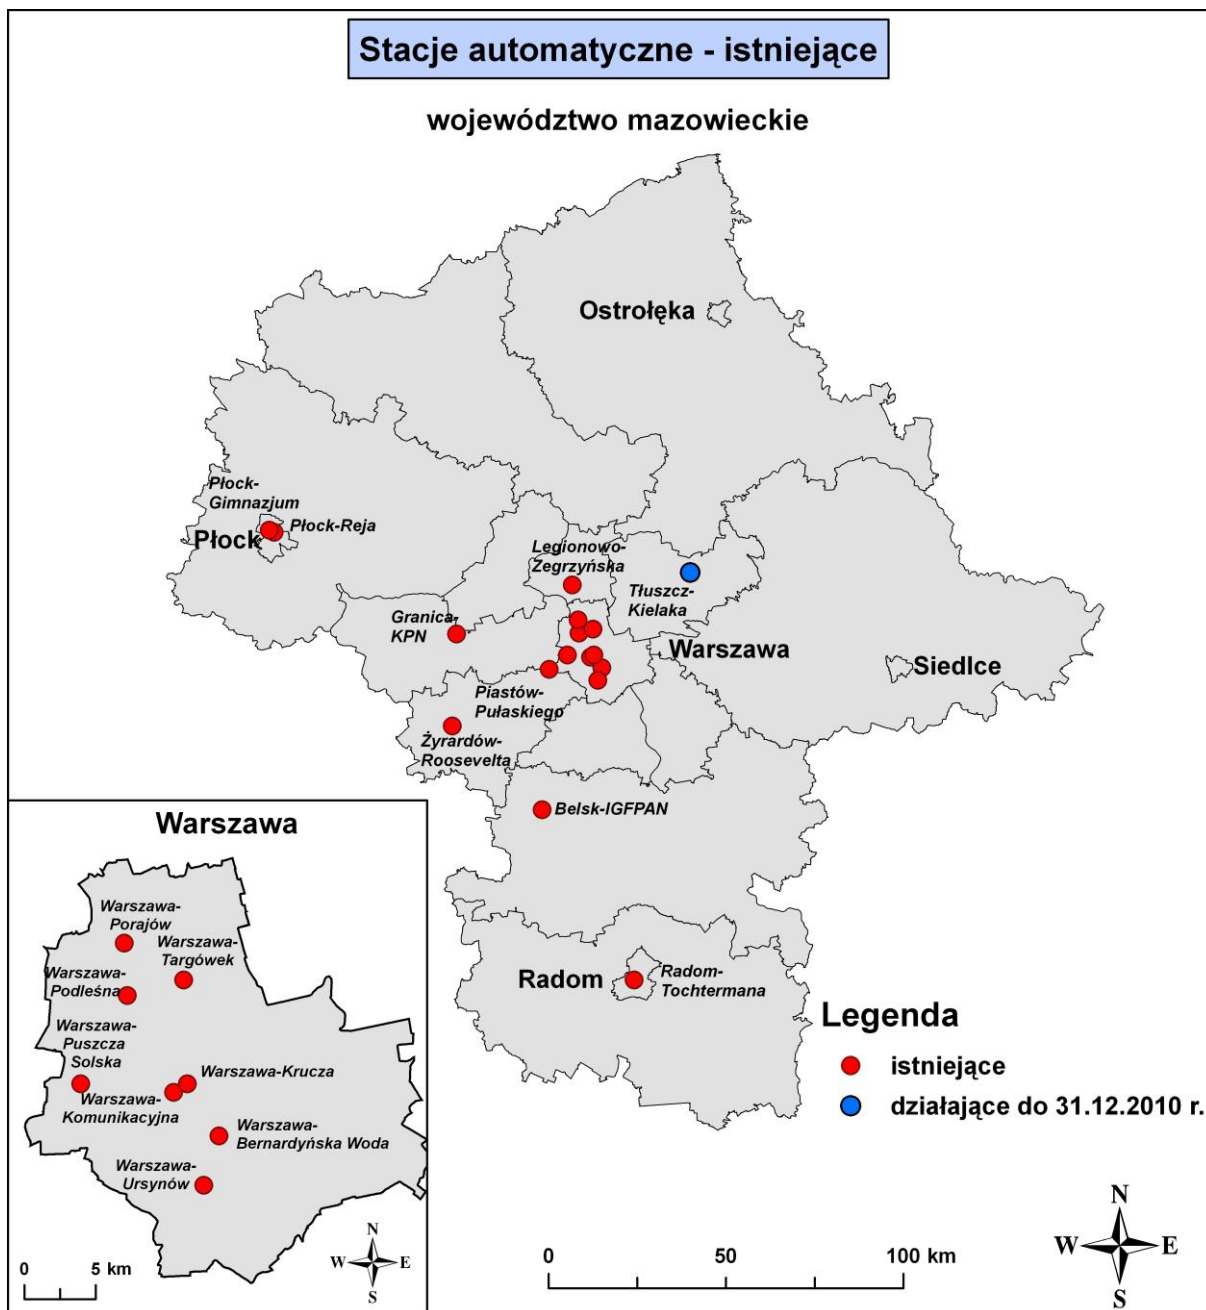 Stacje automatyczne - istniejące
województwo mazowieckie
Ostrołęka
Płock-
Gimnazjum
Płock-Reja
Płock
Legionowo-
Zegrzyńska
Tłuszcz-
Kielaka
Granica-
KPN
Warszawa
Siedlce
Piastów-
Pułaskiego
Żyrardów-
Roosevelta
Belsk-IGFPAN
Radom
Radom-
Tochtermana
Warszawa
Warszawa-
Porajów
Warszawa-
Targówek
Warszawa-
Podleśna
Warszawa-
Puszcza
Solska
Warszawa-Krucza
Warszawa-
Komunikacyjna
Warszawa-
Bernardyńska Woda
Warszawa-
Ursynów
N
W E
S
0 5 km
Legenda
istniejące
działające do 31.12.2010 r.
0 50 100 km
N
W E
S